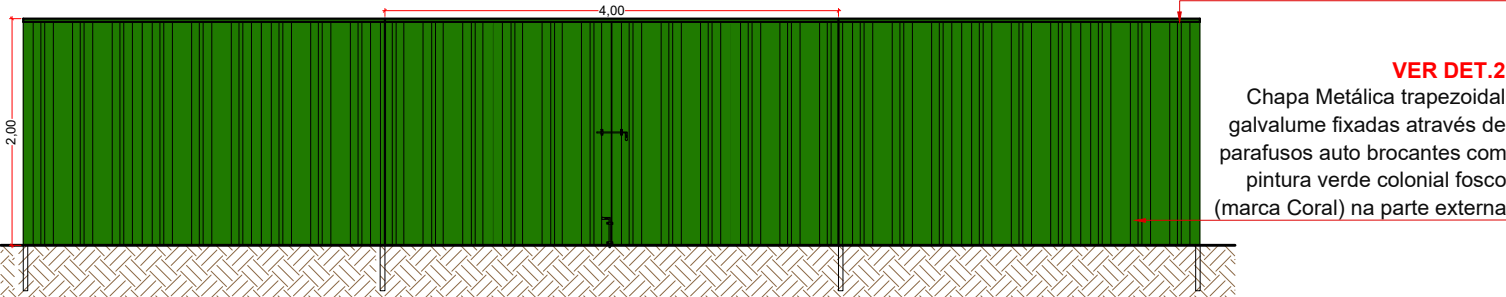 4,00
2,00
VER DET.2
Chapa Metálica trapezoidal
galvalume fixadas através de
parafusos auto brocantes com
pintura verde colonial fosco
(marca Coral) na parte externa